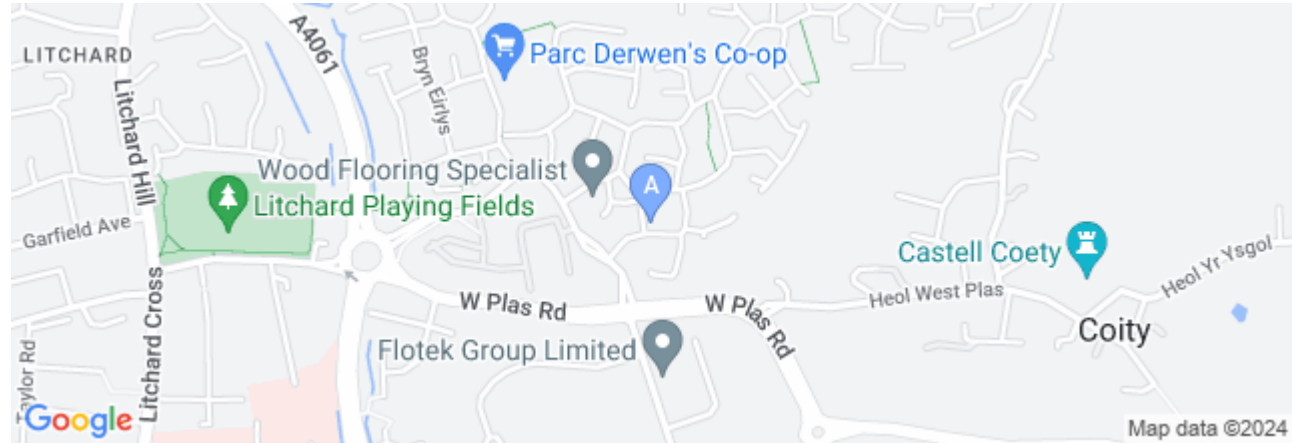 LITCHARD
A4061
Parc Derwen's Co-op
Bryn Eirlys
Litchard Hill
Wood Flooring Specialist
A
Litchard Playing Fields
Garfield Ave
Castell Coety
Heol Yr Ysgol
Heol West Plas
W Plas Rd
W Plas Rd
Coity
Litchard Cross
Flotek Group Limited
Taylor Rd
Google
Map data ©2024